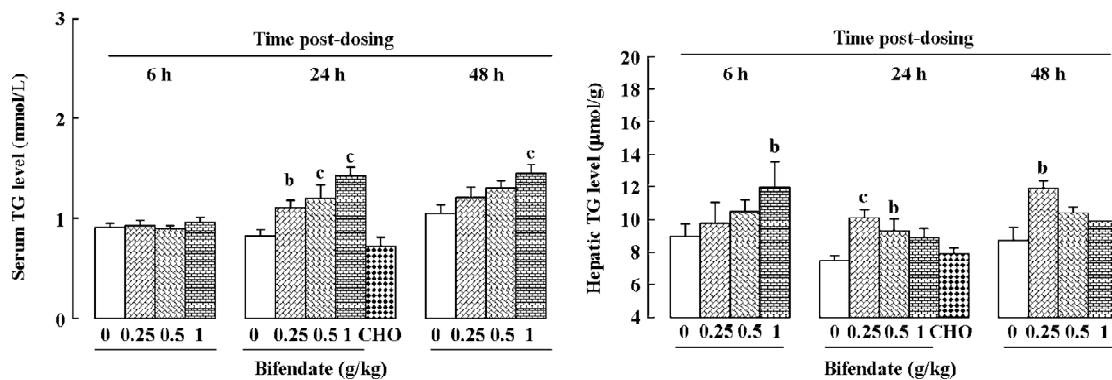 Serum TG level (mmol/L)
3
2
1
0
Time post-dosing
6 h 24 h 48 h
b c c c
0 0.25 0.5 1 0 0.25 0.5 1 CHO 0 0.25 0.5 1
Bifendate (g/kg)
Hepatic TG level (μmol/g)
20
18
16
14
12
10
8
6
4
Time post-dosing
6 h 24 h 48 h
b c b b
0 0.25 0.5 1 0 0.25 0.5 1 CHO 0 0.25 0.5 1
Bifendate (g/kg)